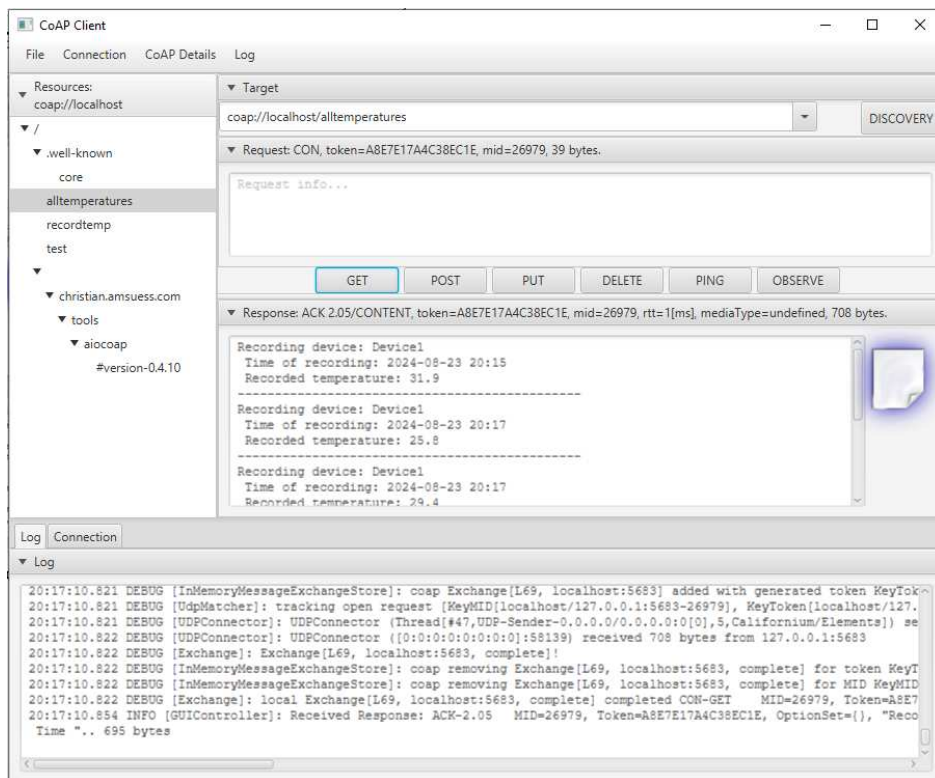 CoAP Client
File Connection CoAP Details Log
Resources:
coap://localhost
/
.well-known
core
alltemperatures
recordtemp
test
christian.amsuess.com
tools
aiocoap
#version-0.4.10
Target
coap://localhost/alltemperatures
DISCOVERY
Request: CON, token=A8E7E17A4C38EC1E, mid=26979, 39 bytes.
Request info...
GET POST PUT DELETE PING OBSERVE
Response: ACK 2.05/CONTENT, token=A8E7E17A4C38EC1E, mid=26979, rtt=1[ms], mediaType=undefined, 708 bytes.
Recording device: Device1
Time of recording: 2024-08-23 20:15
Recorded temperature: 31.9
------------------------------------------------
Recording device: Device1
Time of recording: 2024-08-23 20:17
Recorded temperature: 25.8
------------------------------------------------
Recording device: Device1
Time of recording: 2024-08-23 20:17
Recorded temperature: 29.4
Log Connection
Log
20:17:10.821 DEBUG [InMemoryMessageExchangeStore]: coap Exchange[L69, localhost:5683] added with generated token KeyTok
20:17:10.821 DEBUG [UdpMatcher]: tracking open request [KeyMID[localhost/127.0.0.1:5683-26979], KeyToken[localhost/127.
20:17:10.821 DEBUG [UDPConnector]: UDPConnector (Thread[#47,UDP-Sender-0.0.0.0/0.0.0.0:0[0],5,Californium/Elements]) se
20:17:10.822 DEBUG [UDPConnector]: UDPConnector ([0:0:0:0:0:0:0:0]:58139) received 708 bytes from 127.0.0.1:5683
20:17:10.822 DEBUG [Exchange]: Exchange[L69, localhost:5683, complete]!
20:17:10.822 DEBUG [InMemoryMessageExchangeStore]: coap removing Exchange[L69, localhost:5683, complete] for token KeyT
20:17:10.822 DEBUG [InMemoryMessageExchangeStore]: coap removing Exchange[L69, localhost:5683, complete] for MID KeyMID
20:17:10.822 DEBUG [Exchange]: local Exchange[L69, localhost:5683, complete] completed CON-GET MID=26979, Token=A8E7
20:17:10.854 INFO [GUIController]: Received Response: ACK-2.05 MID=26979, Token=A8E7E17A4C38EC1E, OptionSet={}, "Reco
Time ".. 695 bytes